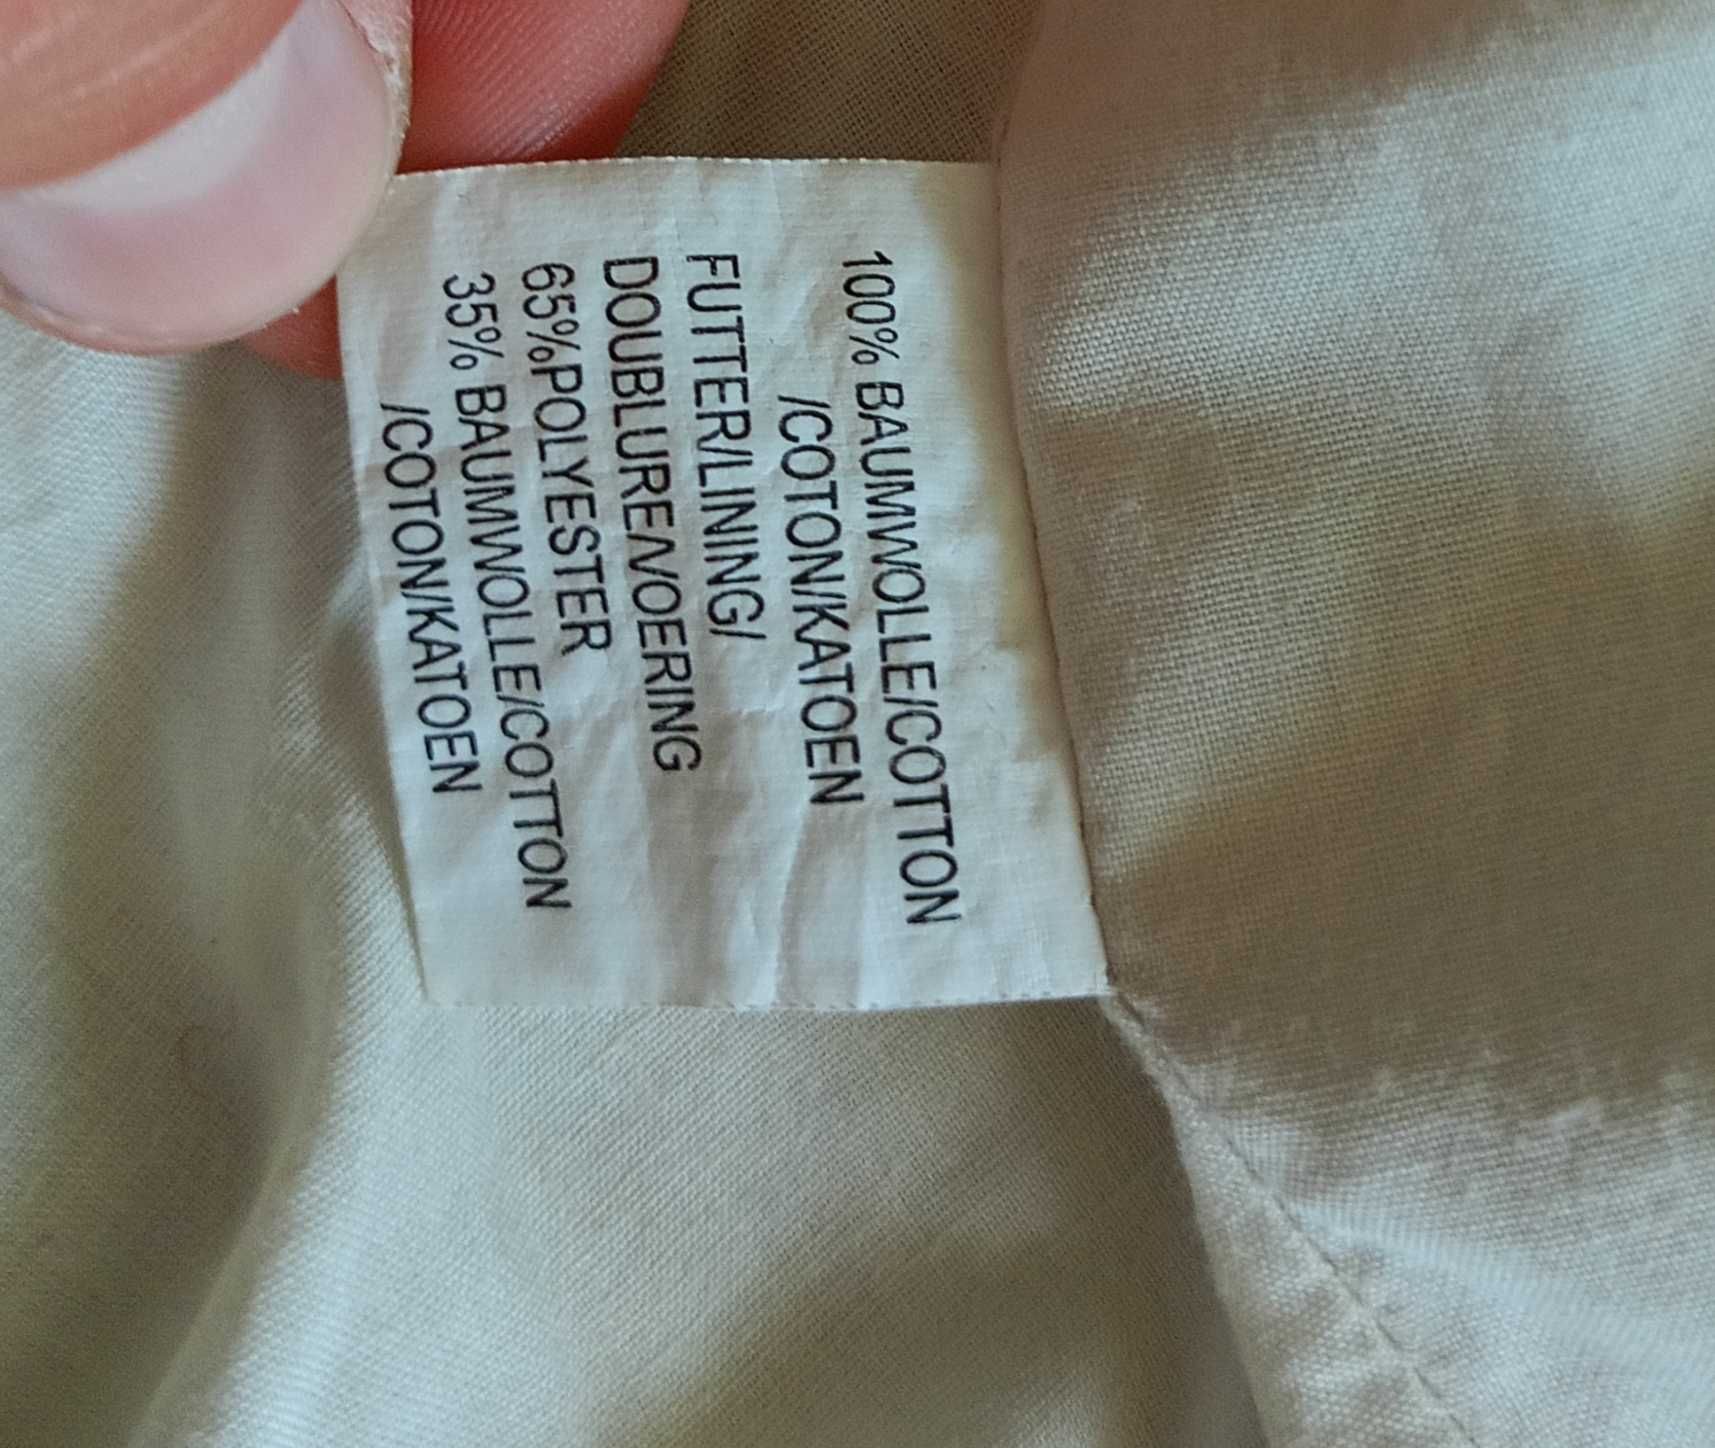 100% BAUMWOLLE/COTTON
/COTON/KATOEN
FUTTER/LINING/
DOUBLURE/VOERING
65%POLYESTER
35% BAUMWOLLE/COTTON
/COTON/KATOEN